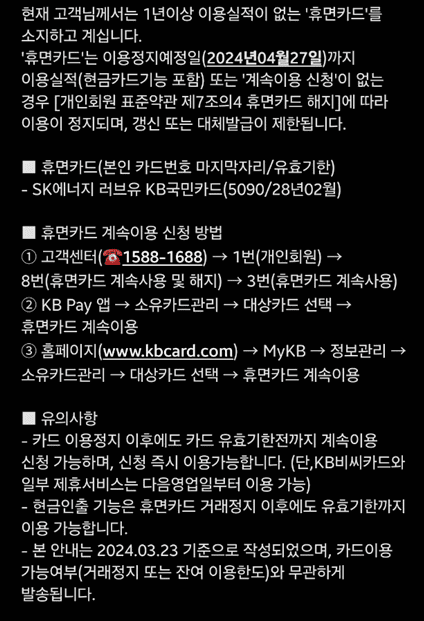 현재 고객님께서는 1년이상 이용실적이 없는 '휴면카드'를
소지하고 계십니다.
'휴면카드'는 이용정지예정일(2024년04월27일)까지
이용실적(현금카드기능 포함) 또는 '계속이용 신청'이 없는
경우 [개인회원 표준약관 제7조의4 휴면카드 해지]에 따라
이용이 정지되며, 갱신 또는 대체발급이 제한됩니다.
■ 휴면카드(본인 카드번호 마지막자리/유효기한)
- SK에너지 러브유 KB국민카드(5090/28년02월)
■ 휴면카드 계속이용 신청 방법
① 고객센터(☎1588-1688) → 1번(개인회원) →
8번(휴면카드 계속사용 및 해지) → 3번(휴면카드 계속사용)
② KB Pay 앱 → 소유카드관리 → 대상카드 선택 →
휴면카드 계속이용
③ 홈페이지(www.kbcard.com) → MyKB → 정보관리 →
소유카드관리 → 대상카드 선택 → 휴면카드 계속이용
■ 유의사항
- 카드 이용정지 이후에도 카드 유효기한전까지 계속이용
신청 가능하며, 신청 즉시 이용가능합니다. (단,KB비씨카드와
일부 제휴서비스는 다음영업일부터 이용 가능)
- 현금인출 기능은 휴면카드 거래정지 이후에도 유효기한까지
이용 가능합니다.
- 본 안내는 2024.03.23 기준으로 작성되었으며, 카드이용
가능여부(거래정지 또는 잔여 이용한도)와 무관하게
발송됩니다.